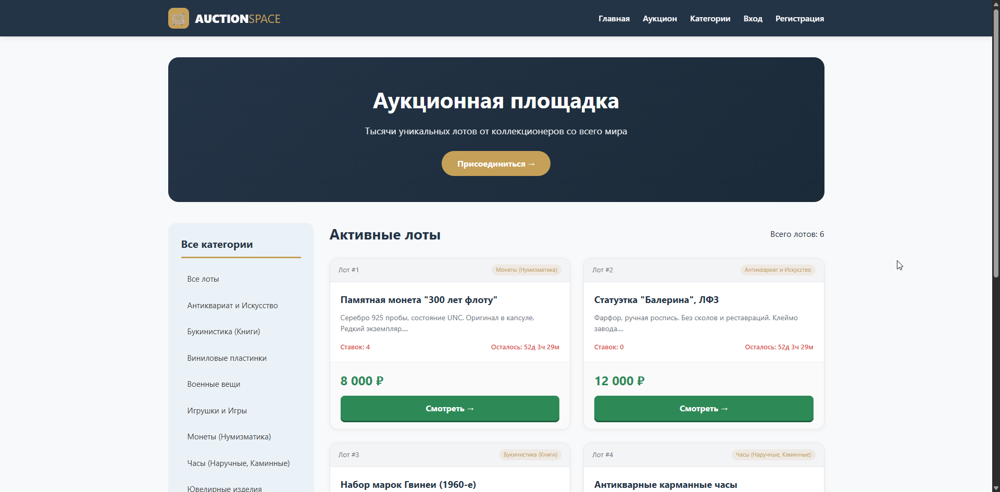 AUCTIONSPACE
Главная Аукцион Категории Вход Регистрация
Аукционная площадка
Тысячи уникальных лотов от коллекционеров со всего мира
Присоединиться →
Все категории
Все лоты
Антиквариат и Искусство
Букинистика (Книги)
Виниловые пластинки
Военные вещи
Игрушки и Игры
Монеты (Нумизматика)
Часы (Наручные, Каминные)
Ювелирные изделия
Активные лоты
Всего лотов: 6
Лот #1 Монеты (Нумизматика)
Памятная монета "300 лет флоту"
Серебро 925 пробы, состояние UNC. Оригинал в капсуле.
Редкий экземпляр....
Ставок: 4 Осталось: 52д 3ч 29м
8 000 ₽
Смотреть →
Лот #2 Антиквариат и Искусство
Статуэтка "Балерина", ЛФЗ
Фарфор, ручная роспись. Без сколов и реставраций. Клеймо
завода....
Ставок: 0 Осталось: 52д 3ч 29м
12 000 ₽
Смотреть →
Лот #3 Букинистика (Книги)
Набор марок Гвинеи (1960-е)
Лот #4 Часы (Наручные, Каминные)
Антикварные карманные часы